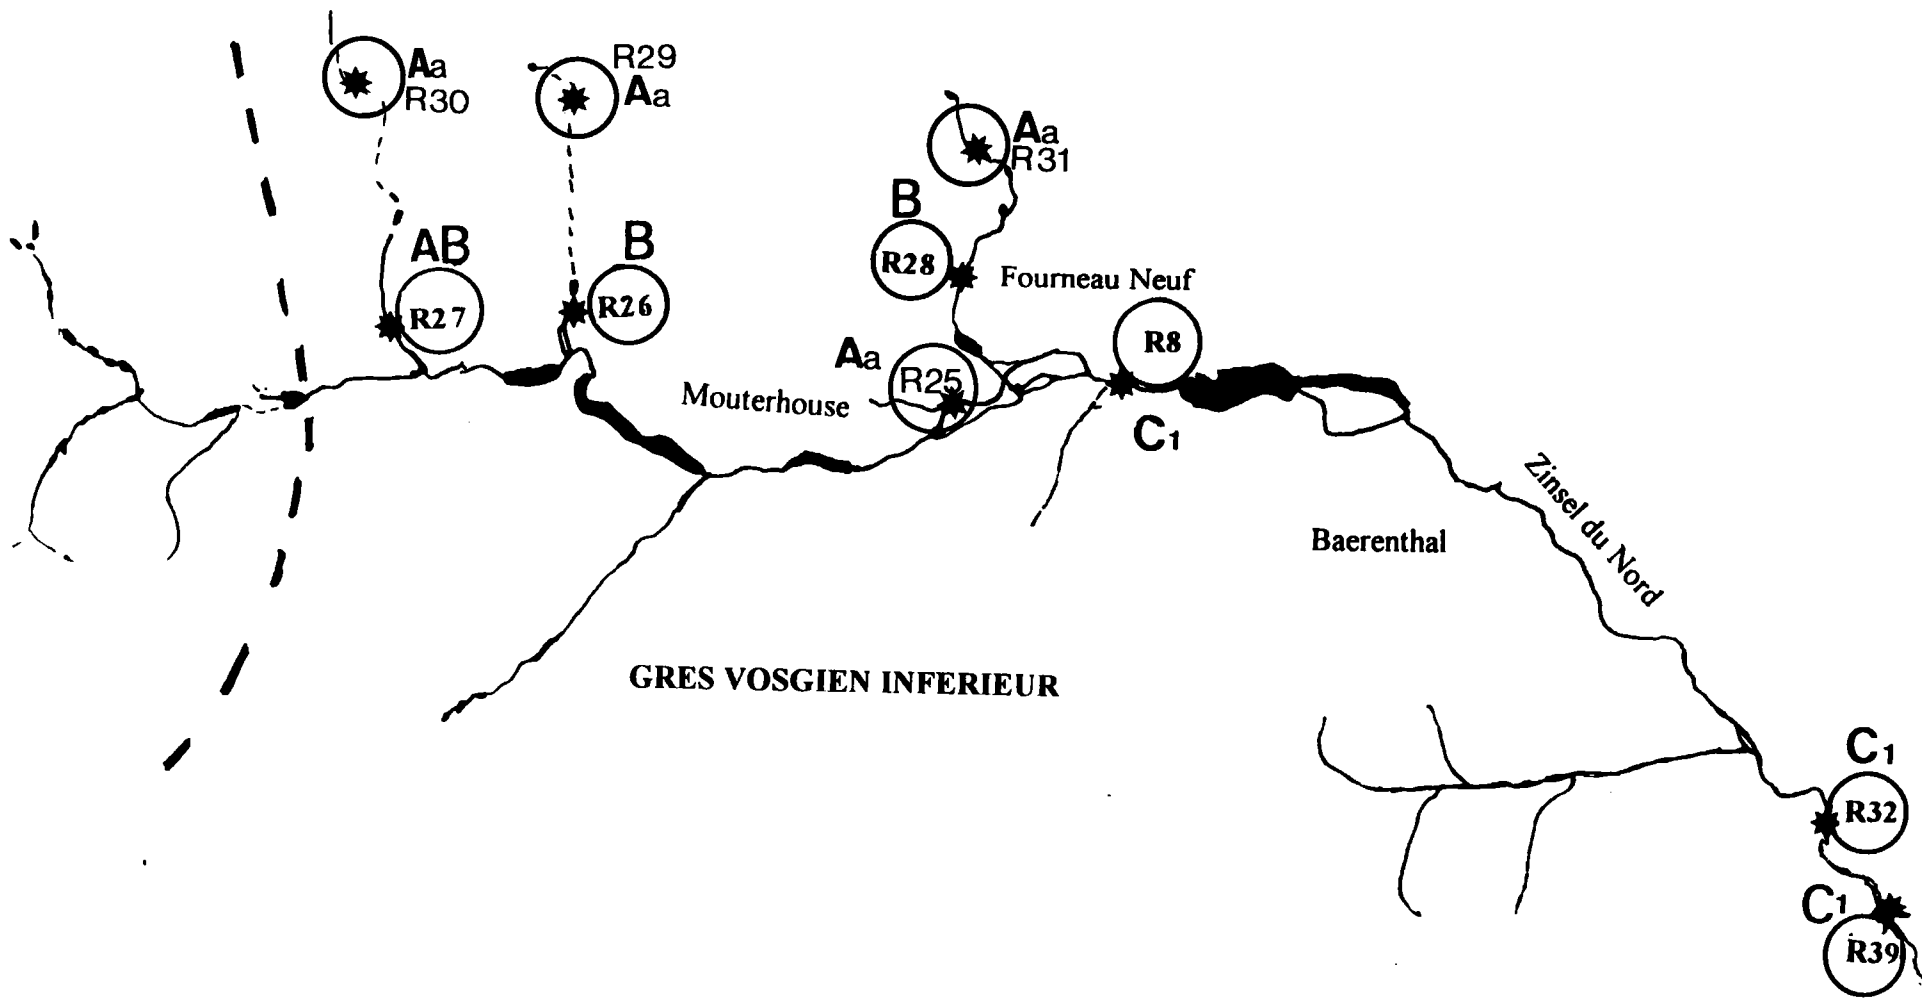 Aa
R30
R29
Aa
Aa
R31
B
R28
Fourneau Neuf
AB
R27
B
R26
R8
C1
Aa
R25
Mouterhouse
Zinsel du Nord
Baerenthal
GRES VOSGIEN INFERIEUR
C1
R32
C1
R39